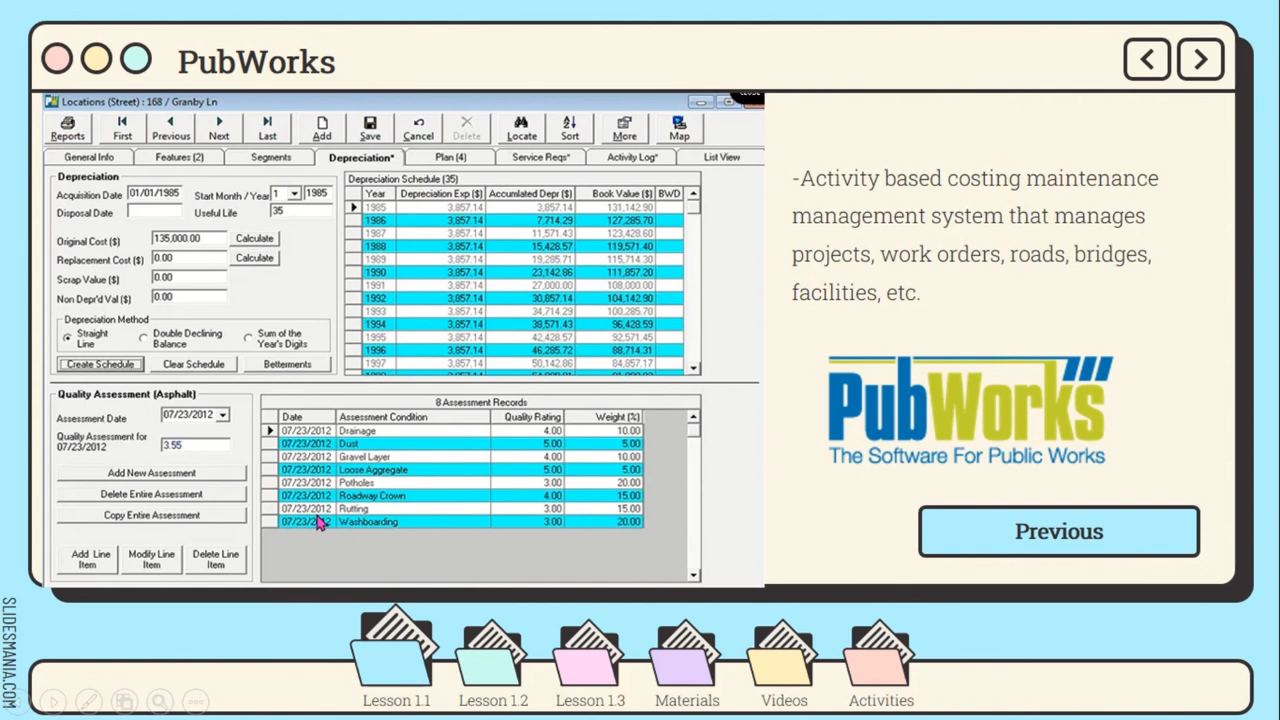 PubWorks
Locations (Street) : 168 / Granby Ln
Reports First Previous Next Last Add Save Cancel Delete Locate Sort More Map
General Info Features (2) Segments Depreciation* Plan (4) Service Reqs* Activity Log* List View
Depreciation
Acquisition Date 01/01/1985 Start Month / Year 1 1985
Disposal Date Useful Life 35
Original Cost ($) 135,000.00 Calculate
Replacement Cost ($) 0.00 Calculate
Scrap Value ($) 0.00
Non Depr'd Val ($) 0.00
Depreciation Method
Straight Line Double Declining Balance Sum of the Year's Digits
Create Schedule Clear Schedule Betterments
Depreciation Schedule (35)
Year Depreciation Exp ($) Accumlated Depr ($) Book Value ($) BWD
1985 3,857.14 3,857.14 131,142.90
1986 3,857.14 7,714.29 127,285.70
1987 3,857.14 11,571.43 123,428.60
1988 3,857.14 15,428.57 119,571.40
1989 3,857.14 19,285.71 115,714.30
1990 3,857.14 23,142.86 111,857.20
1991 3,857.14 27,000.00 108,000.00
1992 3,857.14 30,857.14 104,142.90
1993 3,857.14 34,714.29 100,285.70
1994 3,857.14 38,571.43 96,428.59
1995 3,857.14 42,428.57 92,571.45
1996 3,857.14 46,285.72 88,714.31
1997 3,857.14 50,142.86 84,857.17
Quality Assessment (Asphalt)
Assessment Date 07/23/2012
Quality Assessment for 07/23/2012 3.55
Add New Assessment
Delete Entire Assessment
Copy Entire Assessment
Add Line Item Modify Line Item Delete Line Item
8 Assessment Records
Date Assessment Condition Quality Rating Weight (%)
07/23/2012 Drainage 4.00 10.00
07/23/2012 Dust 5.00 5.00
07/23/2012 Gravel Layer 4.00 10.00
07/23/2012 Loose Aggregate 5.00 5.00
07/23/2012 Potholes 3.00 20.00
07/23/2012 Roadway Crown 4.00 15.00
07/23/2012 Rutting 3.00 15.00
07/23/2012 Washboarding 3.00 20.00
-Activity based costing maintenance
management system that manages
projects, work orders, roads, bridges,
facilities, etc.
PubWorks
The Software For Public Works
Previous
Lesson 1.1 Lesson 1.2 Lesson 1.3 Materials Videos Activities
SLIDESMANIA.COM